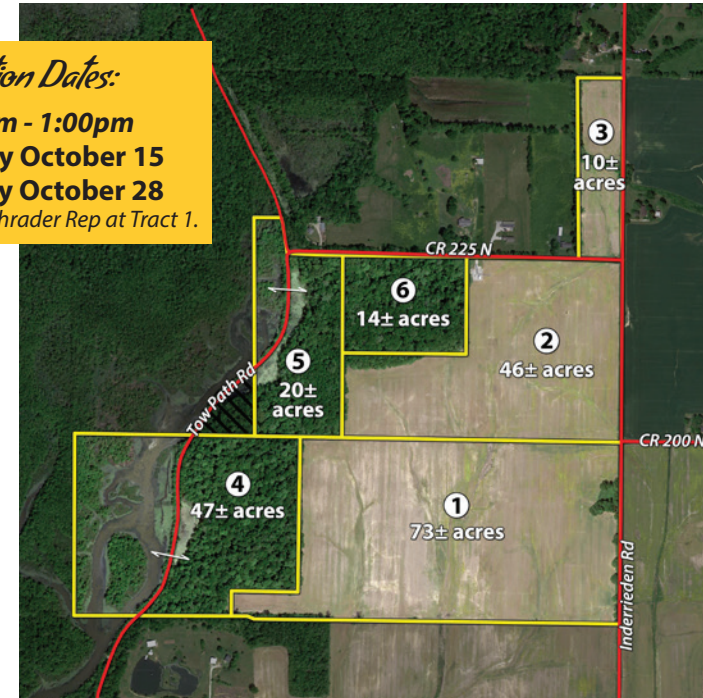 tion Dates:
m - 1:00pm
y October 15
y October 28
hrader Rep at Tract 1.
3
10±
acres
CR 225 N
6
14± acres
2
46± acres
5
20±
acres
Tow Path Rd
CR 200 N
4
47± acres
1
73± acres
Inderrieden Rd